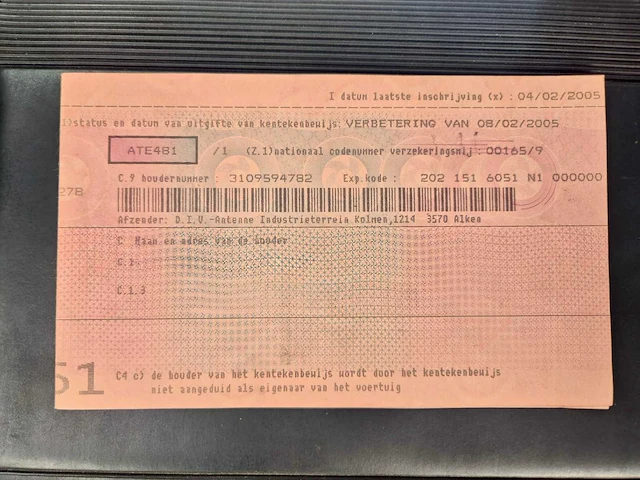 I datum laatste inschrijving (x) : 04/02/2005
)status en datum van uitgifte van kentekenbewijs: VERBETERING VAN 08/02/2005
ATE481 /1 (Z.1)nationaal codenummer verzekeringsmij : 00165/9
C.9 houdernummer : 3109594782 Exp.kode : 202 151 6051 N1 000000
278
Afzender: D.I.V.-Antenne Industrieterrein Kolmen,1214 3570 Alken
C Naam en adres van de houder
C.1.
C.1.3
51
C4 c) de houder van het kentekenbewijs wordt door het kentekenbewijs
niet aangeduid als eigenaar van het voertuig